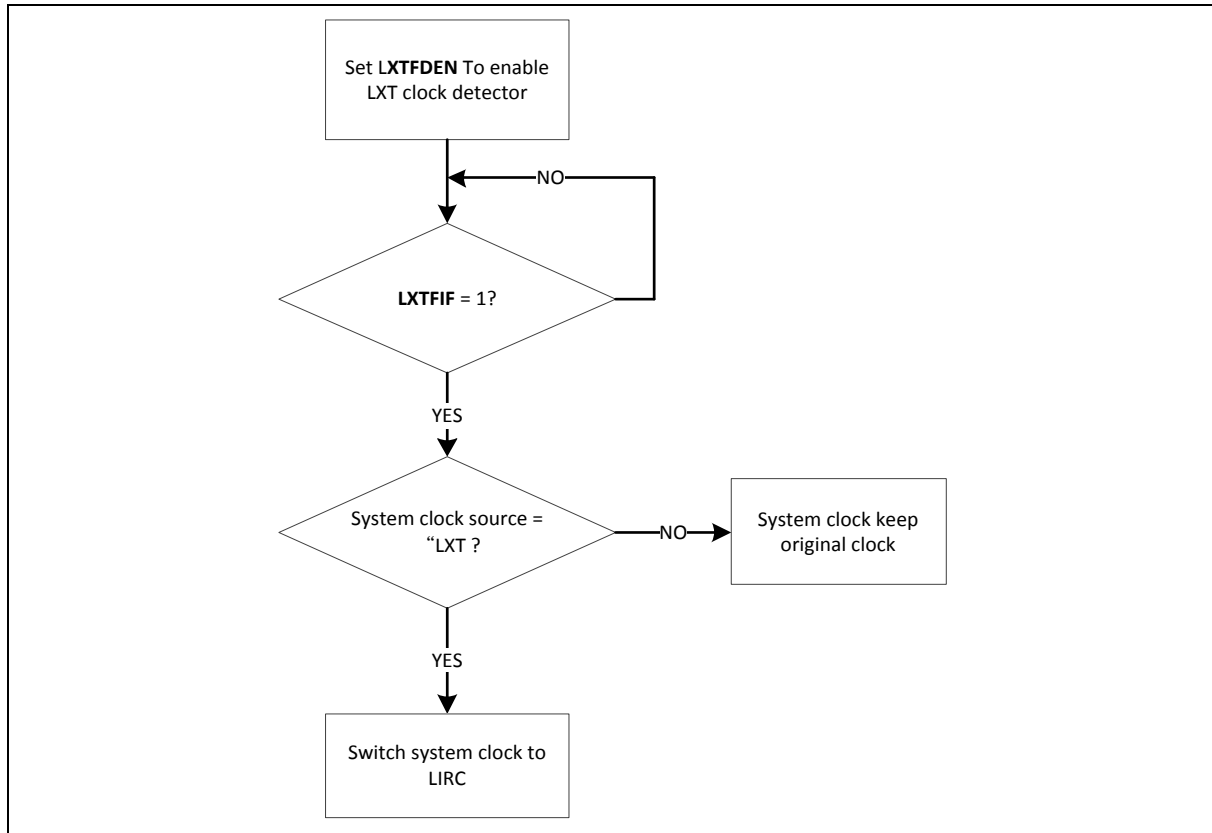 Set LXTFDEN To enable
LXT clock detector
NO
LXTFIF = 1?
YES
System clock source =
“LXT ?
NO
System clock keep
original clock
YES
Switch system clock to
LIRC